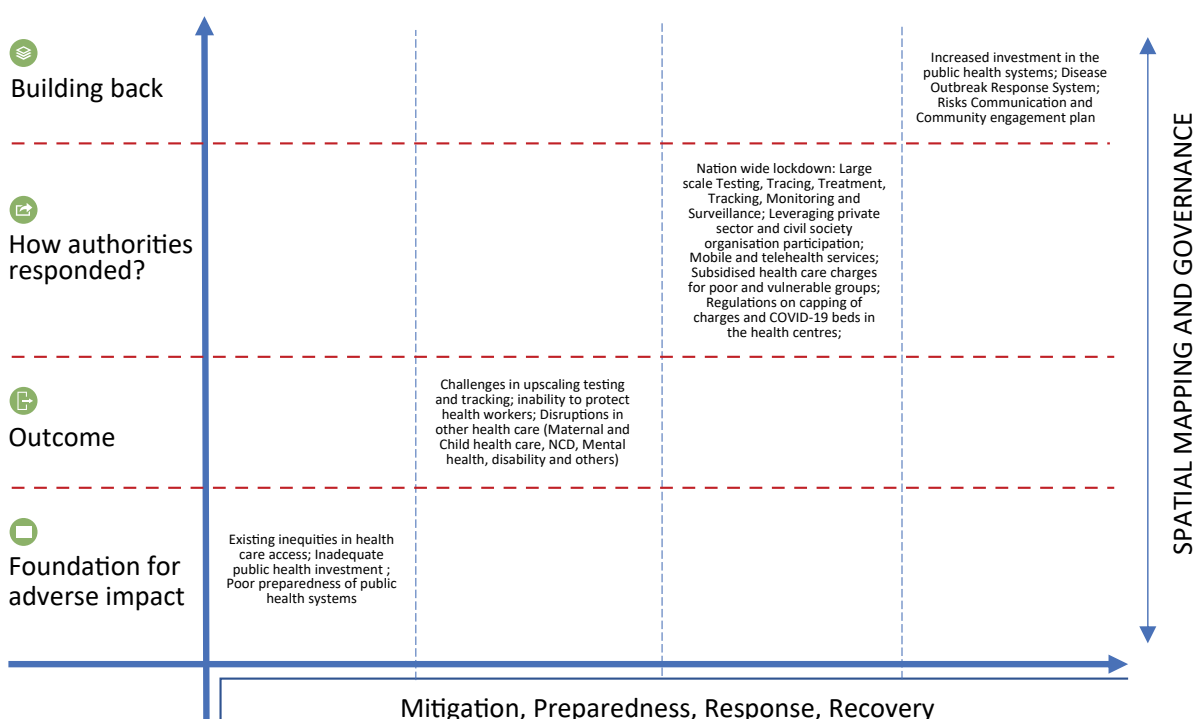 Building back
Increased investment in the
public health systems; Disease
Outbreak Response System;
Risks Communication and
Community engagement plan
How authorities
responded?
Nation wide lockdown: Large
scale Testing, Tracing, Treatment,
Tracking, Monitoring and
Surveillance; Leveraging private
sector and civil society
organisation participation;
Mobile and telehealth services;
Subsidised health care charges
for poor and vulnerable groups;
Regulations on capping of
charges and COVID-19 beds in
the health centres;
Outcome
Challenges in upscaling testing
and tracking; inability to protect
health workers; Disruptions in
other health care (Maternal and
Child health care, NCD, Mental
health, disability and others)
Foundation for
adverse impact
Existing inequities in health
care access; Inadequate
public health investment ;
Poor preparedness of public
health systems
SPATIAL MAPPING AND GOVERNANCE
Mitigation, Preparedness, Response, Recovery